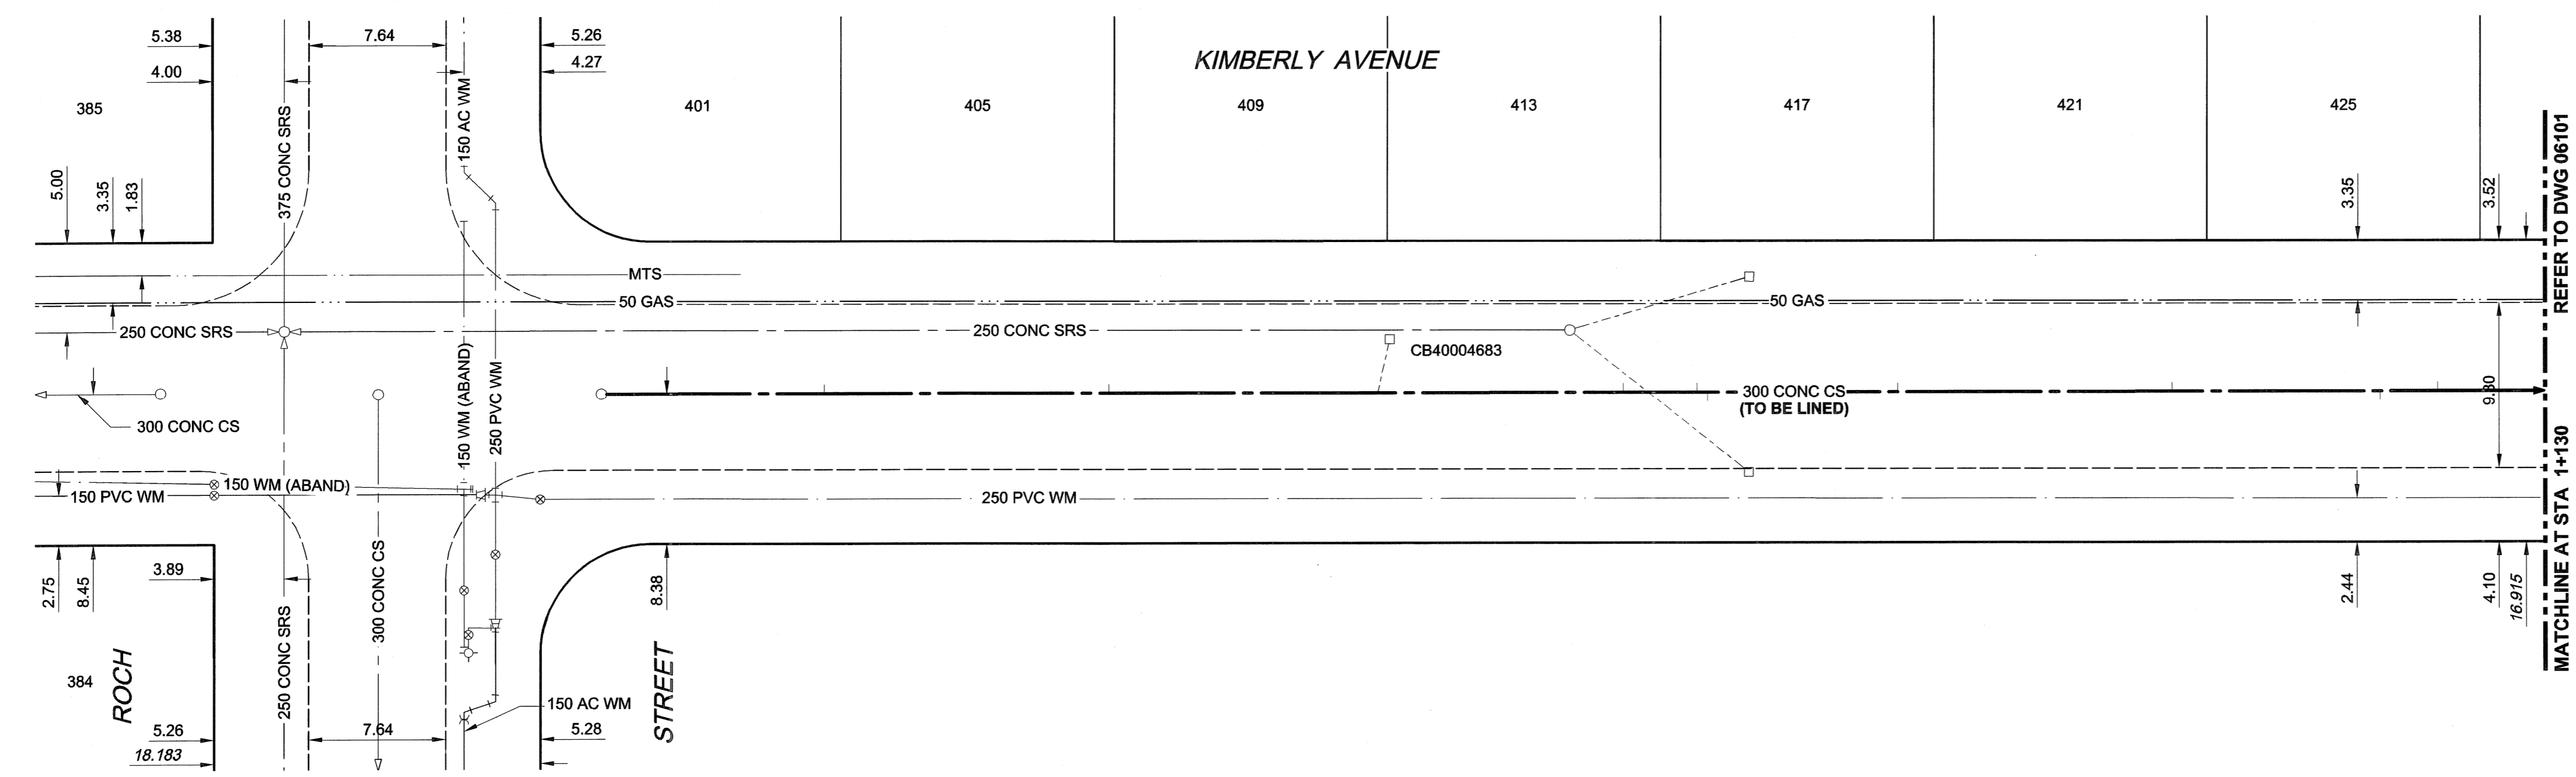 5.38
7.64
5.26
KIMBERLY AVENUE
4.00
4.27
385
401
405
409
413
417
421
425
375 CONC SRS
150 AC WM
5.00
3.35
1.83
3.35
3.52
REFER TO DWG 06101
MTS
50 GAS
50 GAS
250 CONC SRS
250 CONC SRS
CB40004683
150 WM (ABAND)
250 PVC WM
300 CONC CS
(TO BE LINED)
9.80
300 CONC CS
150 WM (ABAND)
150 PVC WM
250 PVC WM
MATCHLINE AT STA 1+130
2.75
8.45
3.89
300 CONC CS
8.38
2.44
4.10
16.915
250 CONC SRS
384
ROCH
STREET
150 AC WM
5.26
7.64
5.28
18.183